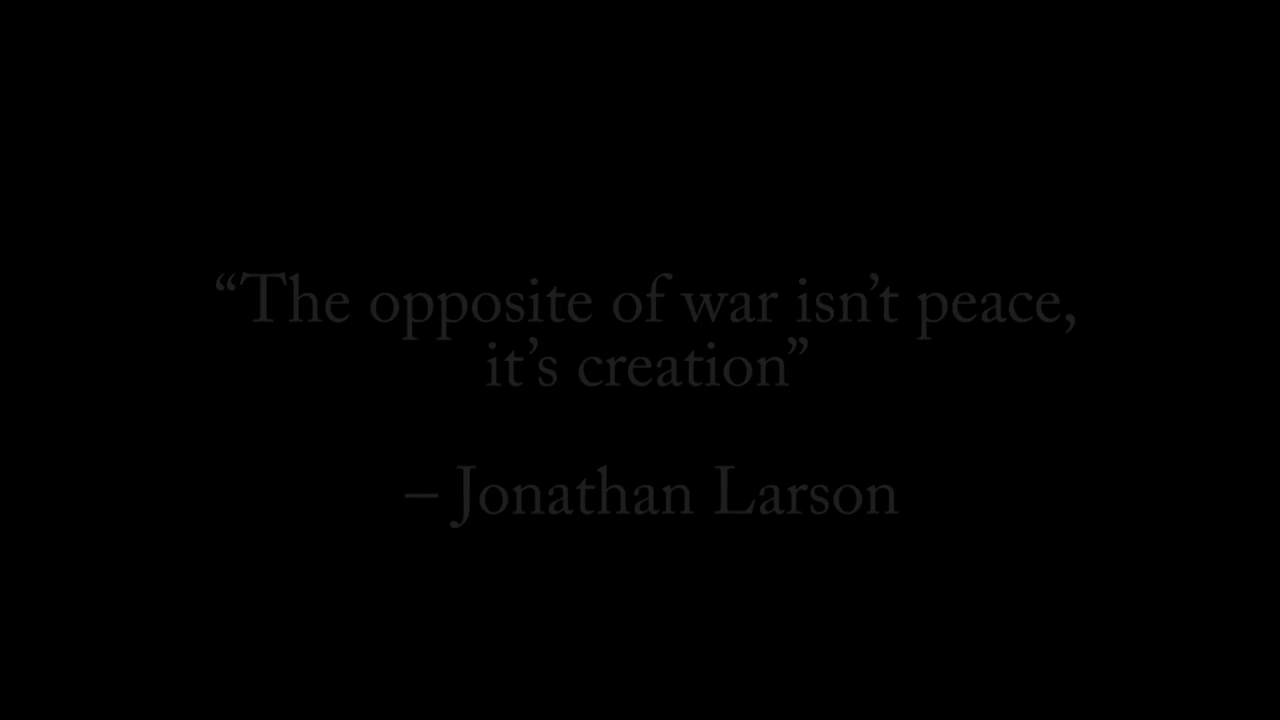 “The opposite of war isn’t peace,
it’s creation”
– Jonathan Larson